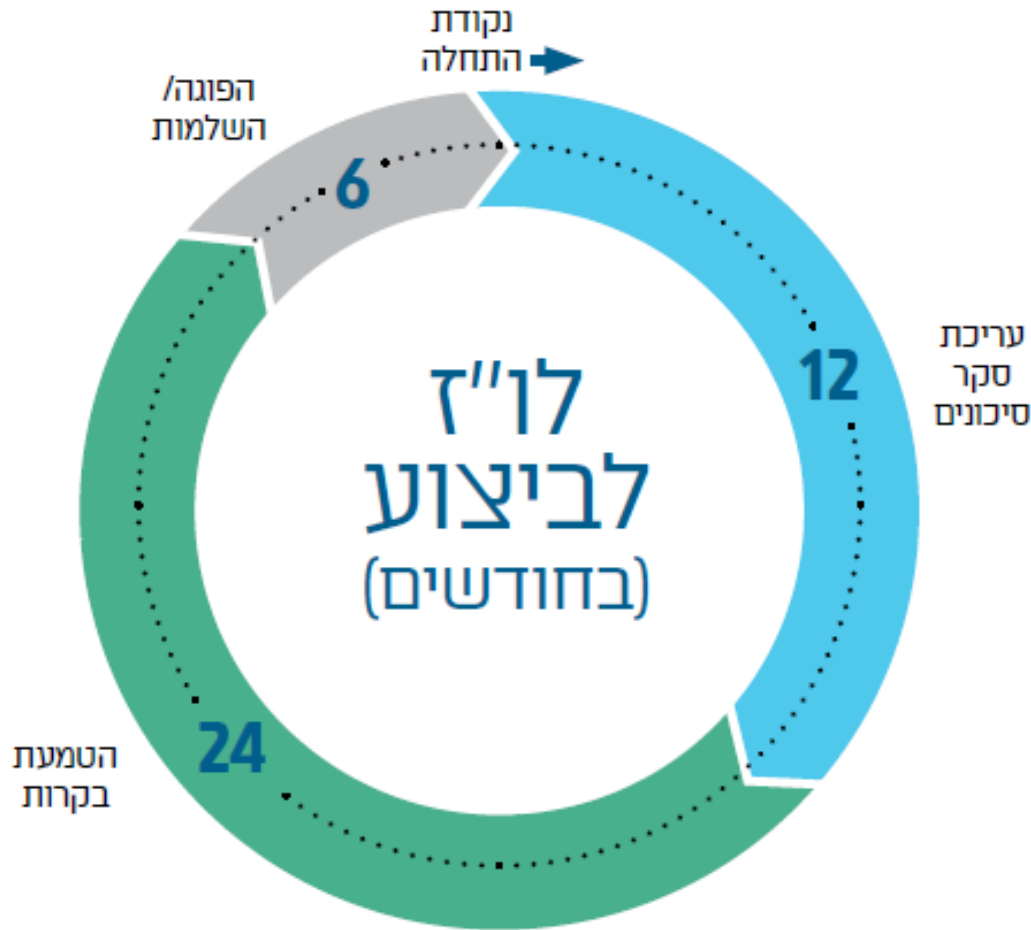 נקודת
התחלה
הפוגה/
השלמות
6
12
עריכת
סקר
סיכונים
לו"ז
לביצוע
(בחודשים)
24
הטמעת
בקרות